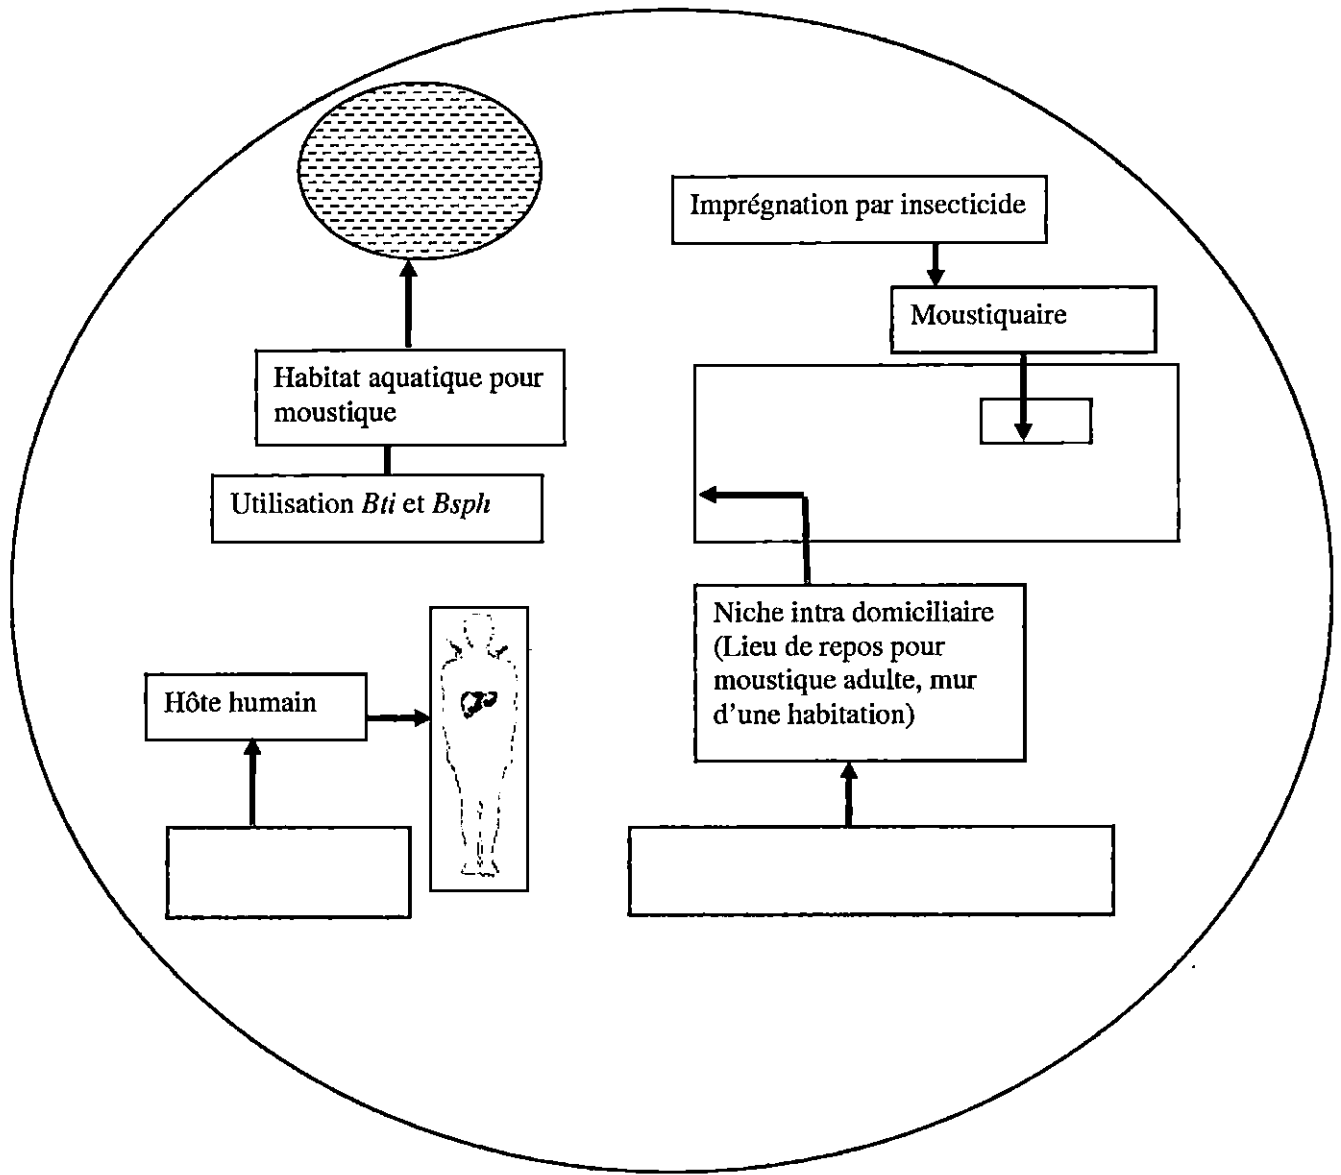 Imprégnation par insecticide
Moustiquaire
Habitat aquatique pour
moustique
Utilisation Bti et Bsph
Niche intra domiciliaire
(Lieu de repos pour
moustique adulte, mur
d'une habitation)
Hôte humain